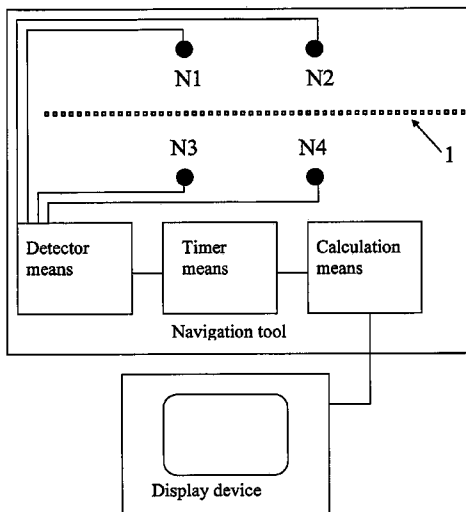 N1
N2
N3
N4
1
Detector
means
Timer
means
Calculation
means
Navigation tool
Display device